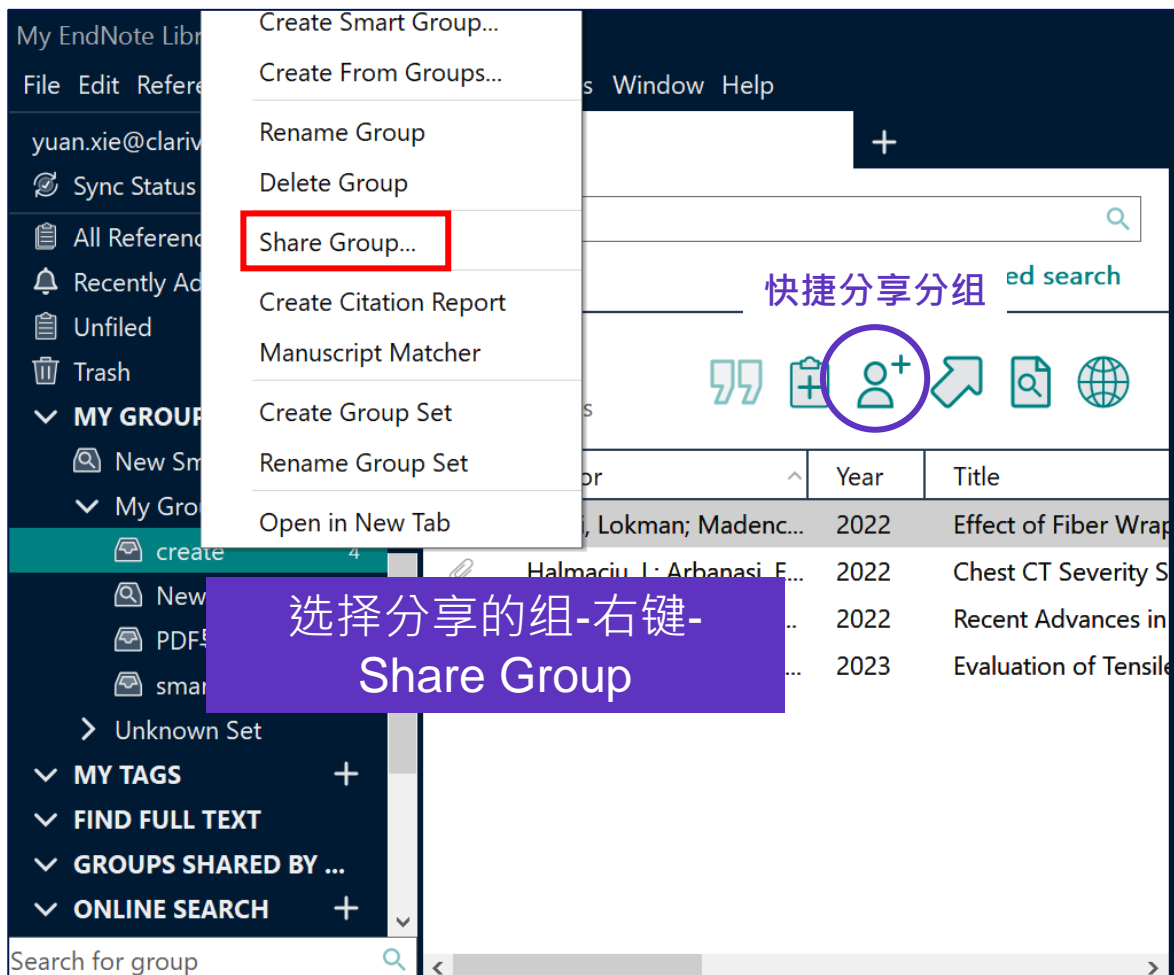 My EndNote Libr
File Edit Refere
s Window Help
yuan.xie@clariv
Sync Status
All Referenc
Recently Ad
Unfiled
Trash
MY GROUP
New Sm
My Gro
create 4
New
PDF
smar
Unknown Set
MY TAGS
FIND FULL TEXT
GROUPS SHARED BY ...
ONLINE SEARCH
Search for group
Create Smart Group...
Create From Groups...
Rename Group
Delete Group
Share Group...
Create Citation Report
Manuscript Matcher
Create Group Set
Rename Group Set
Open in New Tab
ed search
快捷分享分组
s
or Year Title
i, Lokman; Madenc... 2022 Effect of Fiber Wrap
Halmaciu, I.; Arbanasi, E... 2022 Chest CT Severity S
... 2022 Recent Advances in
... 2023 Evaluation of Tensile
选择分享的组-右键-
Share Group